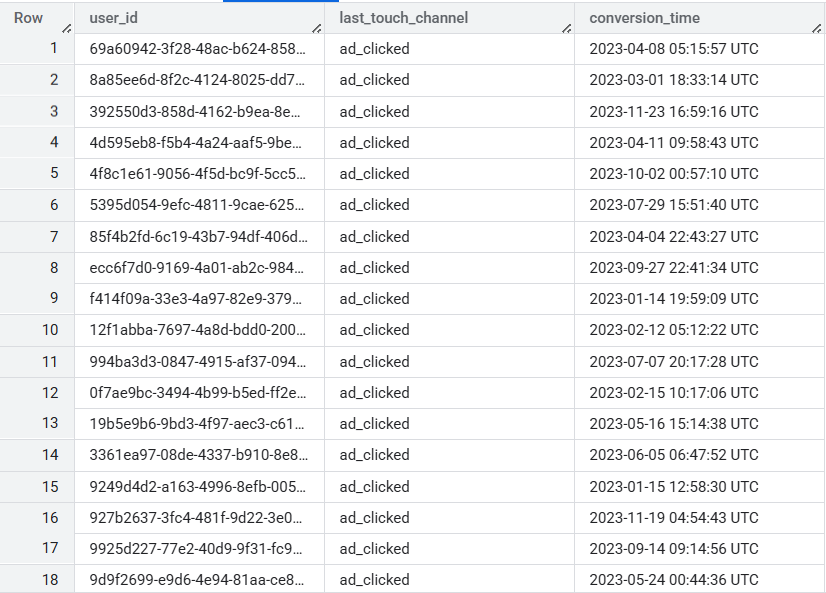 Row user_id last_touch_channel conversion_time
1 69a60942-3f28-48ac-b624-858... ad_clicked 2023-04-08 05:15:57 UTC
2 8a85ee6d-8f2c-4124-8025-dd7... ad_clicked 2023-03-01 18:33:14 UTC
3 392550d3-858d-4162-b9ea-8e... ad_clicked 2023-11-23 16:59:16 UTC
4 4d595eb8-f5b4-4a24-aaf5-9be... ad_clicked 2023-04-11 09:58:43 UTC
5 4f8c1e61-9056-4f5d-bc9f-5cc5... ad_clicked 2023-10-02 00:57:10 UTC
6 5395d054-9efc-4811-9cae-625... ad_clicked 2023-07-29 15:51:40 UTC
7 85f4b2fd-6c19-43b7-94df-406d... ad_clicked 2023-04-04 22:43:27 UTC
8 ecc6f7d0-9169-4a01-ab2c-984... ad_clicked 2023-09-27 22:41:34 UTC
9 f414f09a-33e3-4a97-82e9-379... ad_clicked 2023-01-14 19:59:09 UTC
10 12f1abba-7697-4a8d-bdd0-200... ad_clicked 2023-02-12 05:12:22 UTC
11 994ba3d3-0847-4915-af37-094... ad_clicked 2023-07-07 20:17:28 UTC
12 0f7ae9bc-3494-4b99-b5ed-ff2e... ad_clicked 2023-02-15 10:17:06 UTC
13 19b5e9b6-9bd3-4f97-aec3-c61... ad_clicked 2023-05-16 15:14:38 UTC
14 3361ea97-08de-4337-b910-8e8... ad_clicked 2023-06-05 06:47:52 UTC
15 9249d4d2-a163-4996-8efb-005... ad_clicked 2023-01-15 12:58:30 UTC
16 927b2637-3fc4-481f-9d22-3e0... ad_clicked 2023-11-19 04:54:43 UTC
17 9925d227-77e2-40d9-9f31-fc9... ad_clicked 2023-09-14 09:14:56 UTC
18 9d9f2699-e9d6-4e94-81aa-ce8... ad_clicked 2023-05-24 00:44:36 UTC